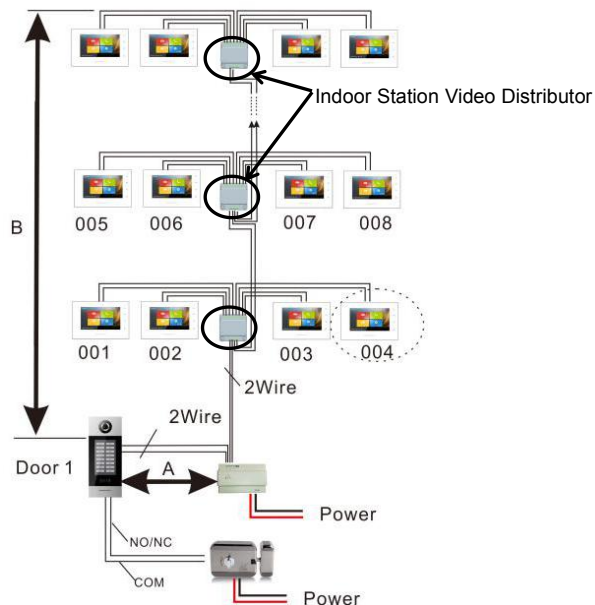 Indoor Station Video Distributor
005 006 007 008
B
001 002 003 004
2Wire
2Wire
Door 1
A
Power
NO/NC
COM
Power